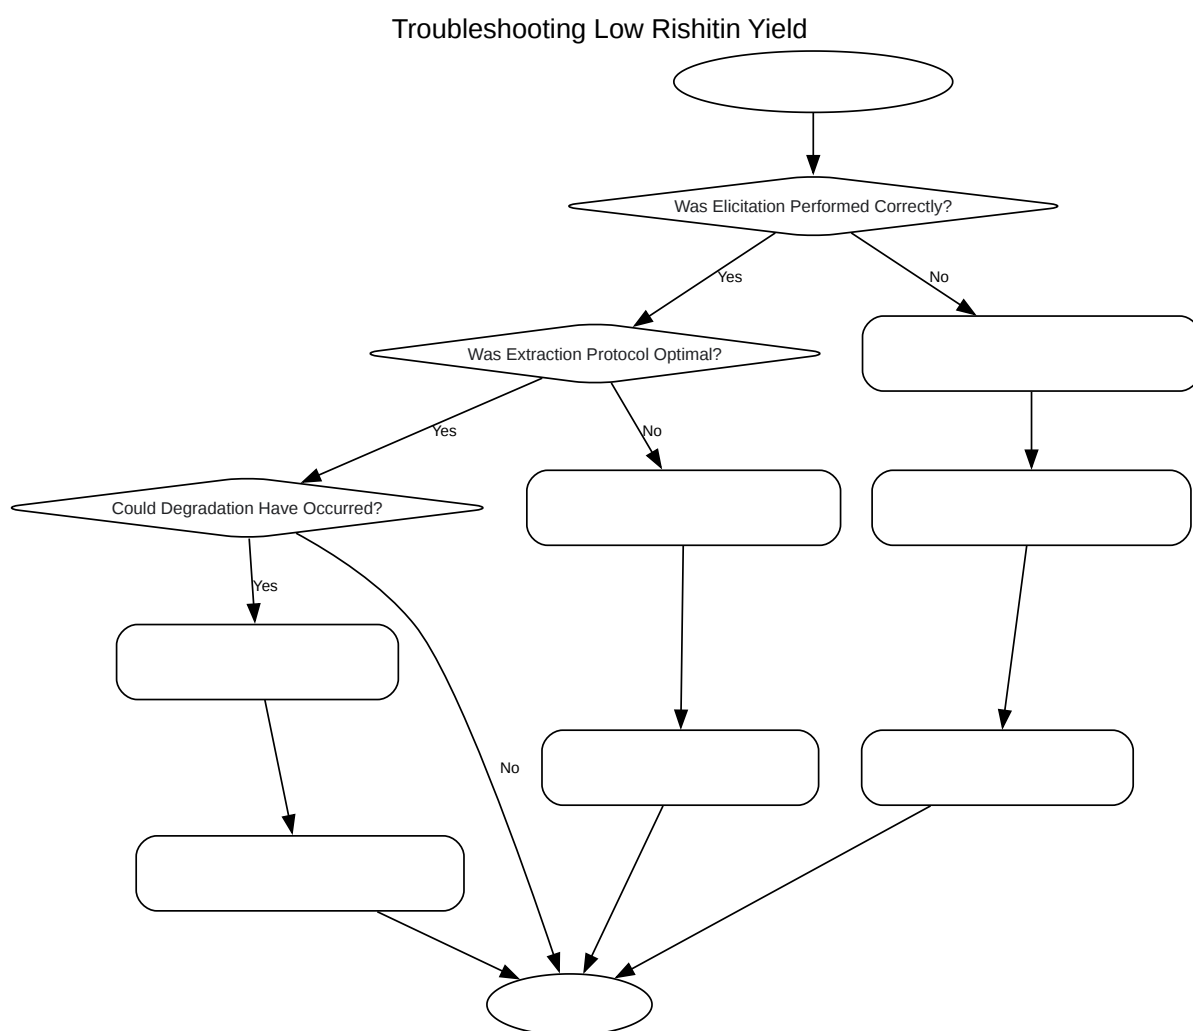 Troubleshooting Low Rishitin Yield
Was Elicitation Performed Correctly?
Yes
No
Was Extraction Protocol Optimal?
Yes
No
Could Degradation Have Occurred?
Yes
No